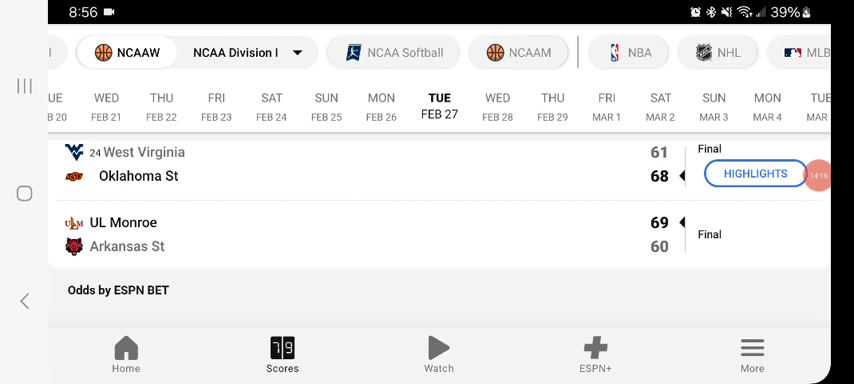 8:56 39%
I NCAAW NCAA Division I NCAA Softball NCAAM NBA NHL MLB
UE WED THU FRI SAT SUN MON TUE WED THU FRI SAT SUN MON TUE
B 20 FEB 21 FEB 22 FEB 23 FEB 24 FEB 25 FEB 26 FEB 27 FEB 28 FEB 29 MAR 1 MAR 2 MAR 3 MAR 4 MAR
24 West Virginia 61 Final
Oklahoma St 68 HIGHLIGHTS 14:16
UL Monroe 69
Final
Arkansas St 60
Odds by ESPN BET
7 9
Home Scores Watch ESPN+ More